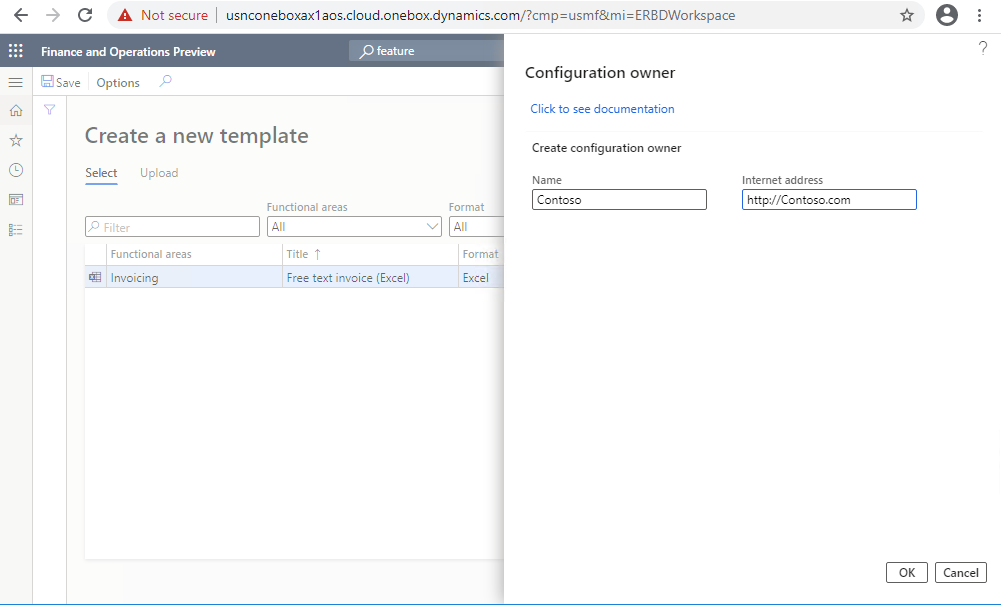 Not secure | usnconeboxax1aos.cloud.onebox.dynamics.com/?cmp=usmf&mi=ERBDWorkspace
Finance and Operations Preview
feature
?
Save
Options
Configuration owner
Click to see documentation
Create a new template
Select
Upload
Create configuration owner
Name
Internet address
Contoso
http://Contoso.com
Functional areas
Format
Filter
All
All
Functional areas
Title ↑
Format
Invoicing
Free text invoice (Excel)
Excel
OK
Cancel